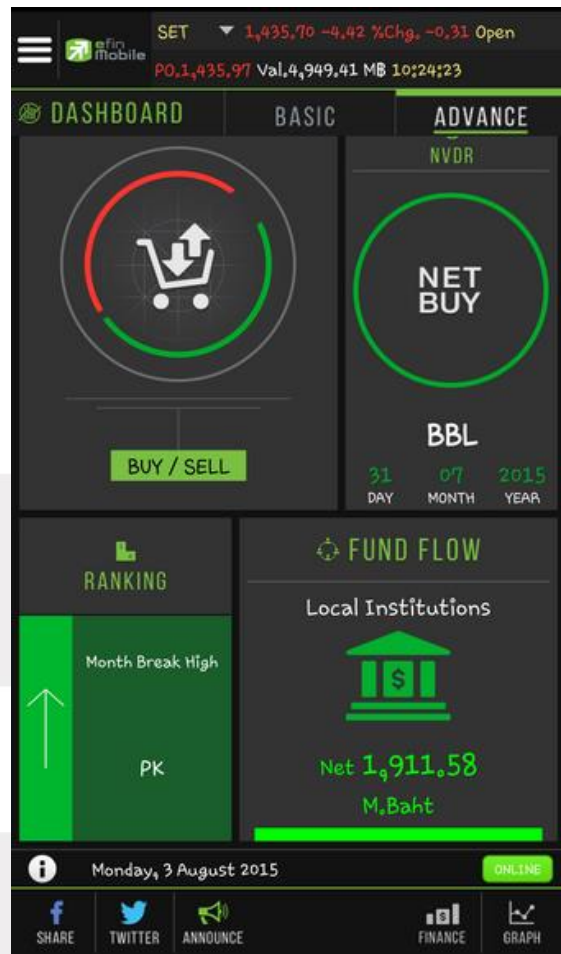 efin Mobile
SET 1,435.70 -4.42 %Chg. -0.31 Open
PO.1,435.97 Val.4,949.41 MB 10:24:23
DASHBOARD BASIC ADVANCE
NVDR
NET
BUY
BBL
BUY / SELL
31 07 2015
DAY MONTH YEAR
RANKING
Month Break High
PK
FUND FLOW
Local Institutions
$
Net 1,911.58
M.Baht
Monday, 3 August 2015 ONLINE
SHARE TWITTER ANNOUNCE FINANCE GRAPH